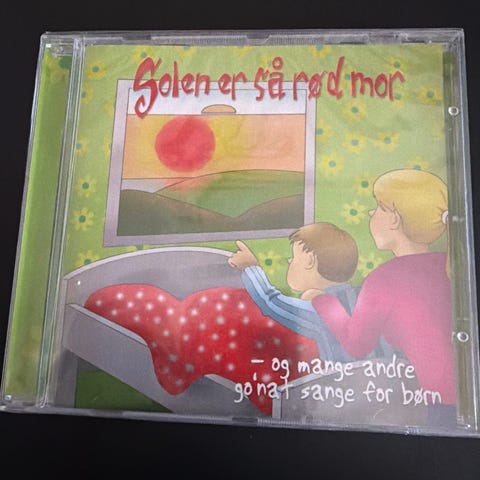 Solen er så rød mor
- og mange andre
go'nat sange for børn